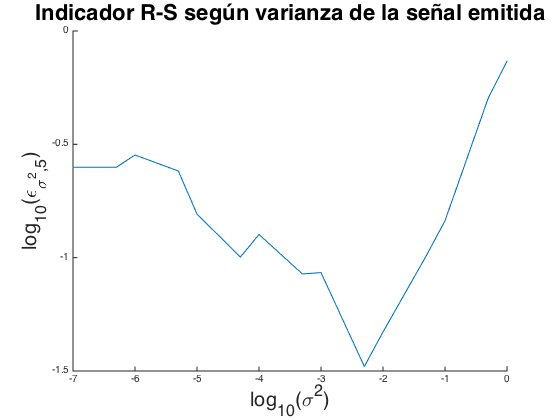 Indicador R-S según varianza de la señal emitida
0
-0.5
-1
-1.5
log10(ϵσ2,5)
-7 -6 -5 -4 -3 -2 -1 0
log10(σ2)